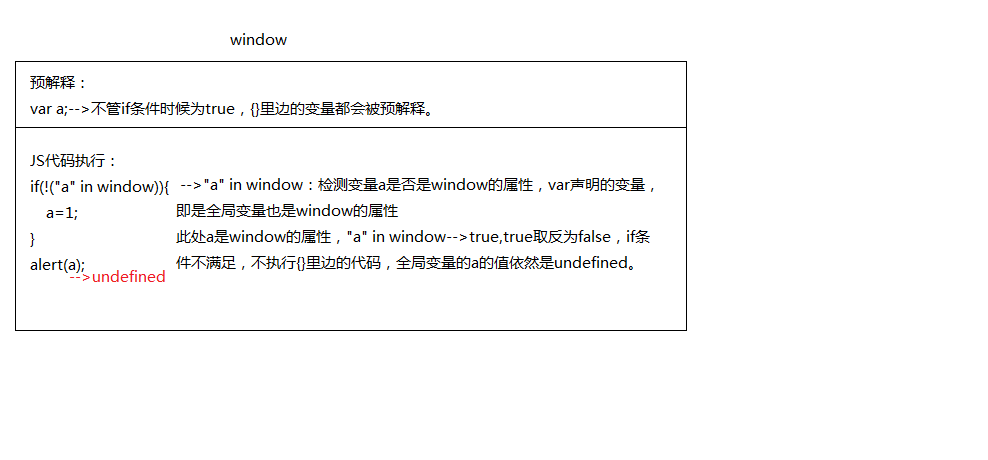 window
预解释：
var a;-->不管if条件时候为true，{}里边的变量都会被预解释。
JS代码执行：
if(!("a" in window)){
a=1;
}
alert(a);
-->undefined
-->"a" in window：检测变量a是否是window的属性，var声明的变量，
即是全局变量也是window的属性
此处a是window的属性，"a" in window-->true,true取反为false，if条
件不满足，不执行{}里边的代码，全局变量的a的值依然是undefined。